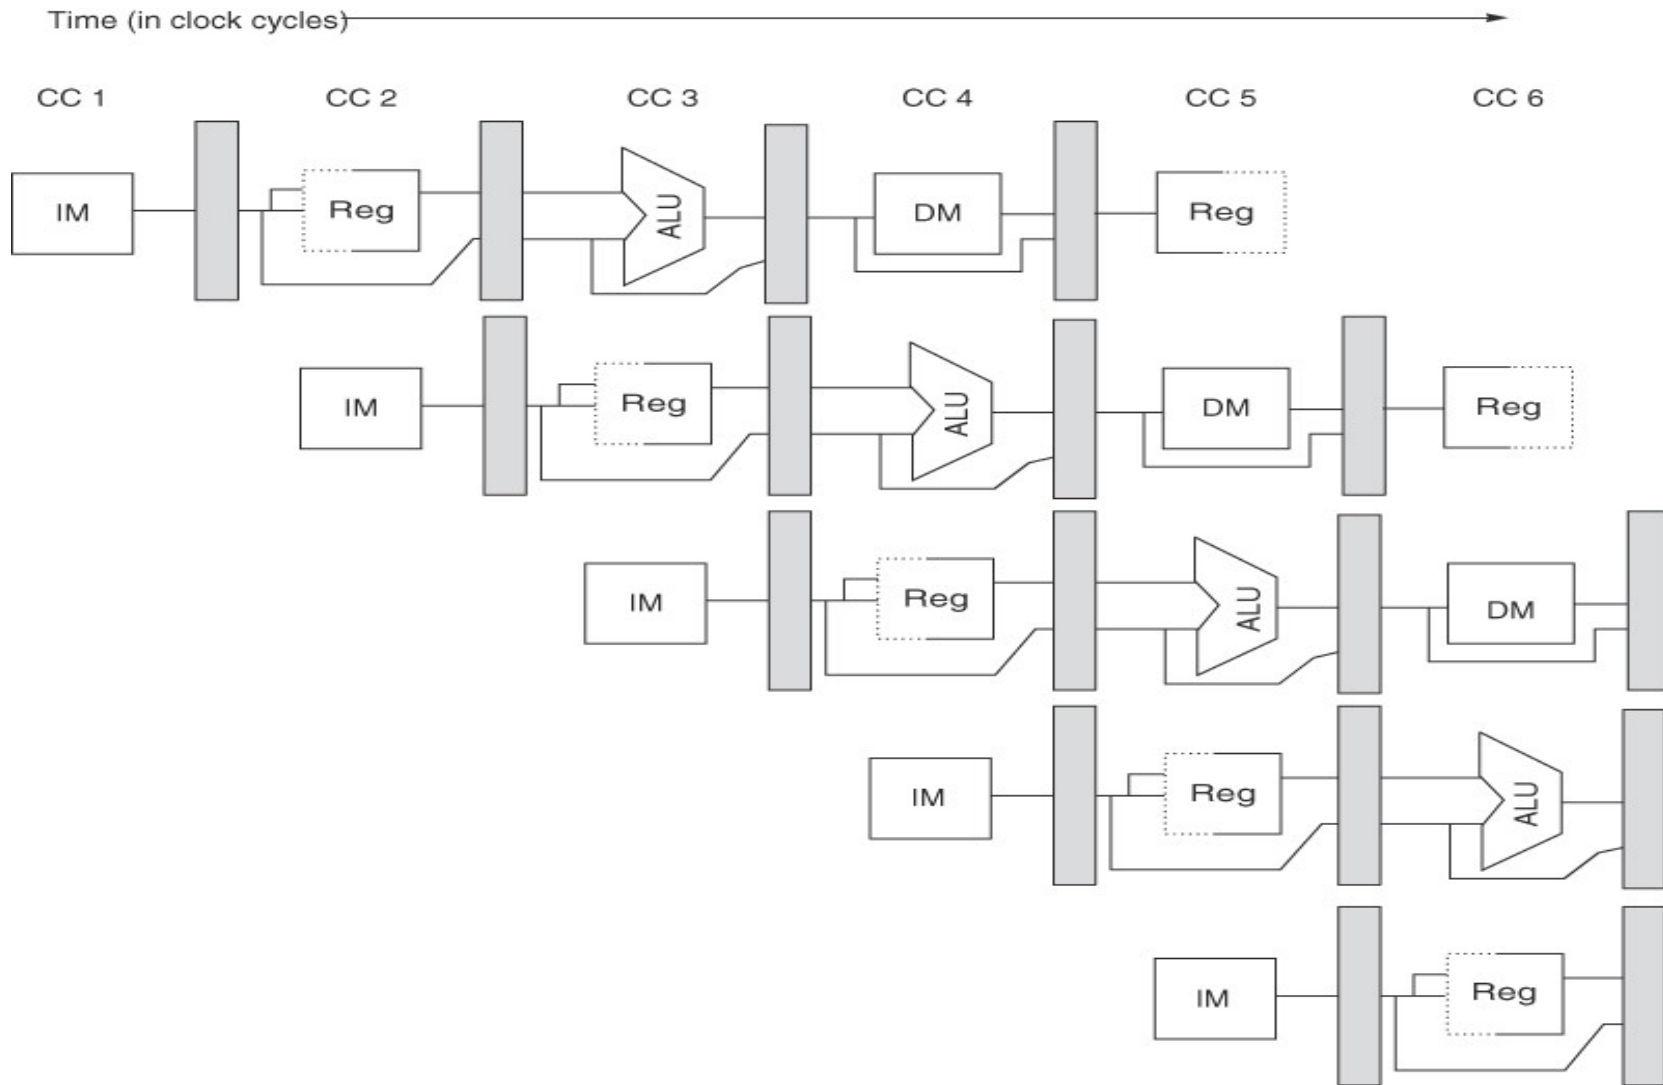 Time (in clock cycles)
CC 1 CC 2 CC 3 CC 4 CC 5 CC 6
IM Reg ALU DM Reg
IM Reg ALU DM Reg
IM Reg ALU DM
IM Reg ALU
IM Reg